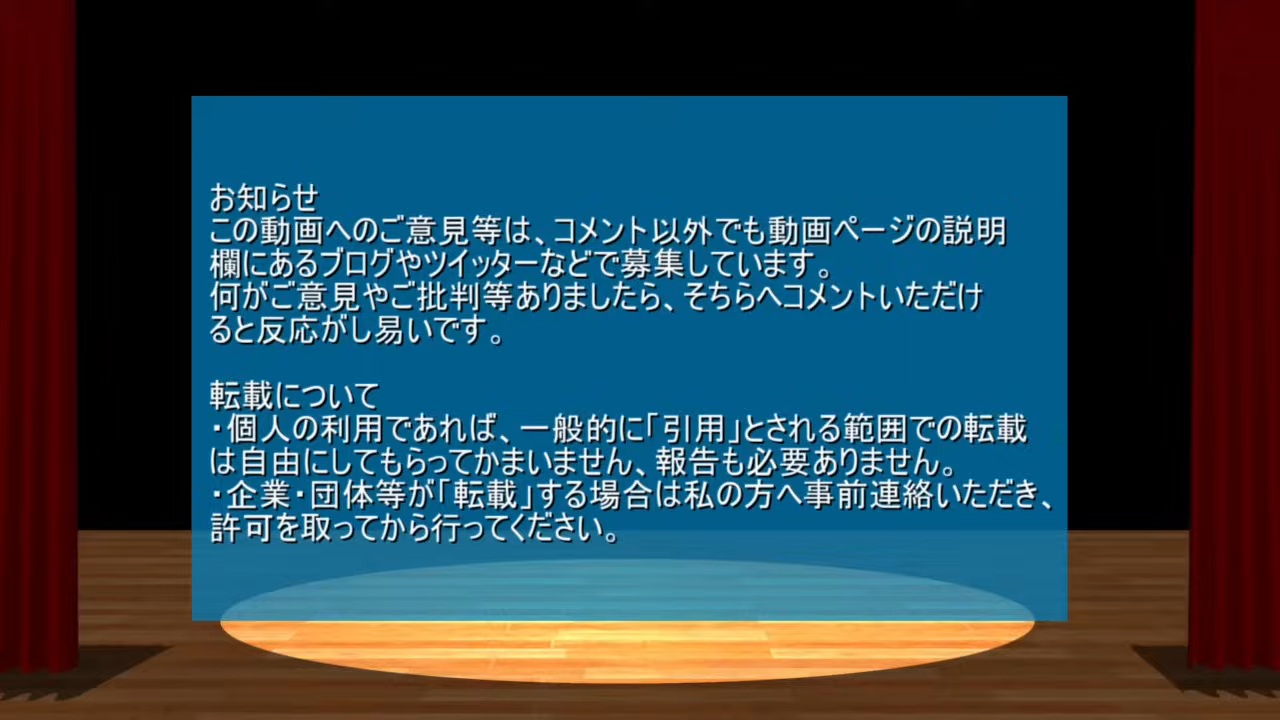 お知らせ
この動画へのご意見等は、コメント以外でも動画ページの説明
欄にあるブログやツイッターなどで募集しています。
何がご意見やご批判等ありましたら、そちらへコメントいただけ
ると反応がし易いです。
転載について
・個人の利用であれば、一般的に「引用」とされる範囲での転載
は自由にしてもらってかまいません、報告も必要ありません。
・企業・団体等が「転載」する場合は私の方へ事前連絡いただき、
許可を取ってから行ってください。